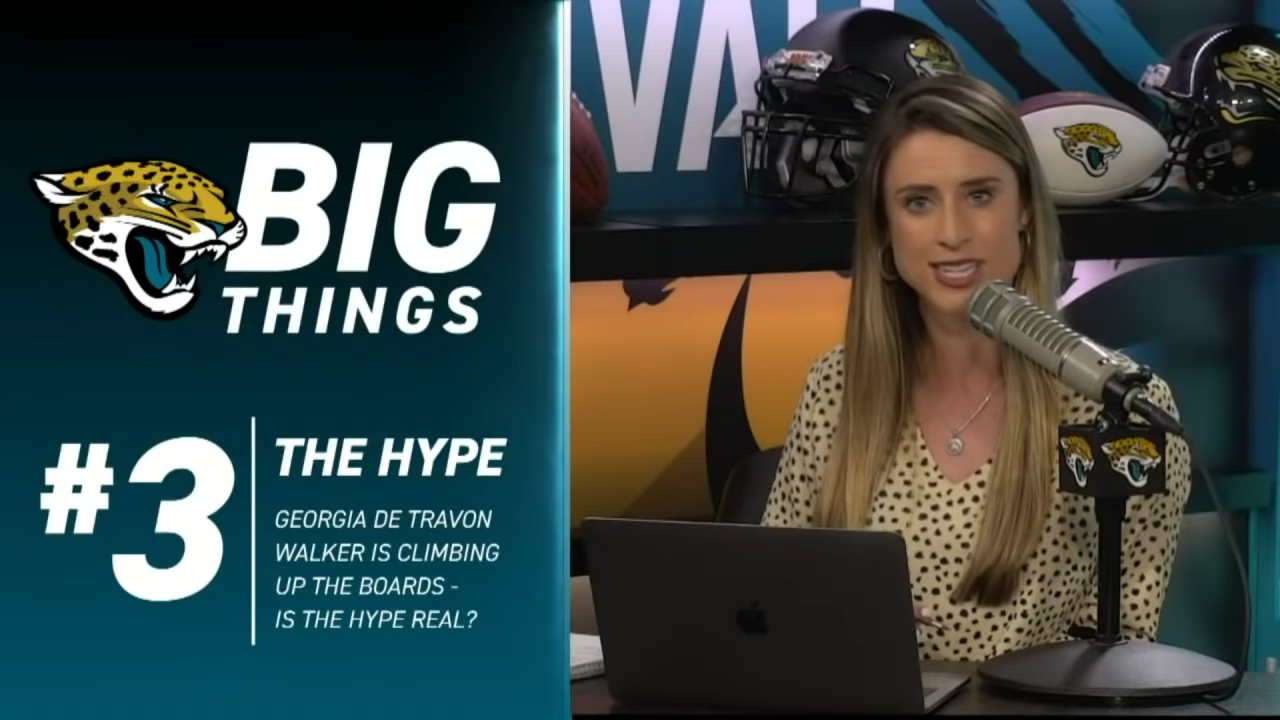 BIG
THINGS
#3
THE HYPE
GEORGIA DE TRAVON
WALKER IS CLIMBING
UP THE BOARDS -
IS THE HYPE REAL?